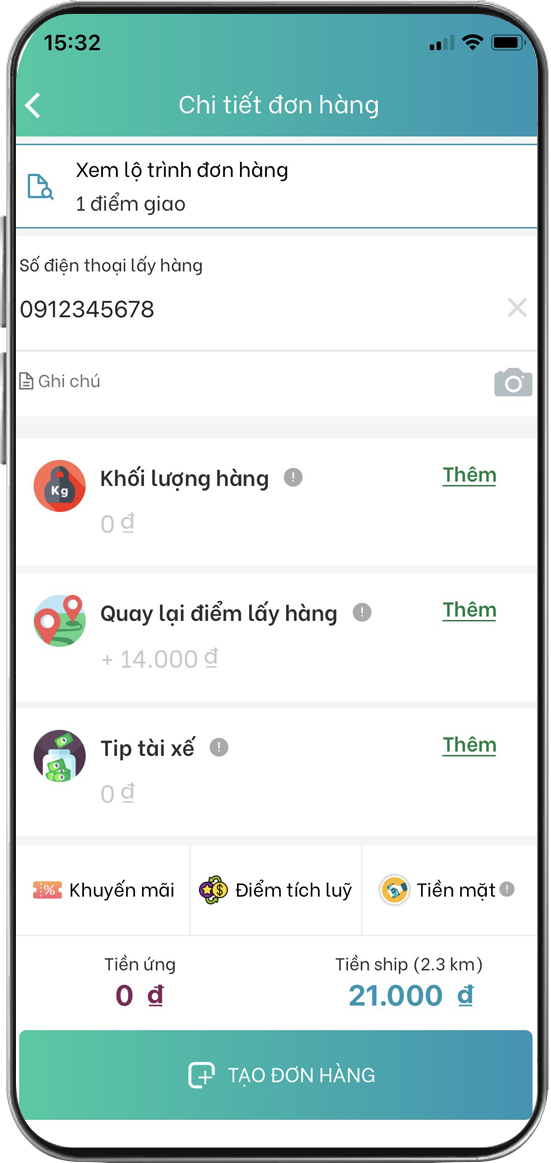 15:32
Chi tiết đơn hàng
Xem lộ trình đơn hàng
1 điểm giao
Số điện thoại lấy hàng
0912345678
Ghi chú
Kg
Khối lượng hàng ! Thêm
0 đ
Quay lại điểm lấy hàng ! Thêm
+ 14.000 đ
Tip tài xế ! Thêm
0 đ
% Khuyến mãi $ Điểm tích luỹ Tiền mặt !
Tiền ứng Tiền ship (2.3 km)
0 đ 21.000 đ
TẠO ĐƠN HÀNG